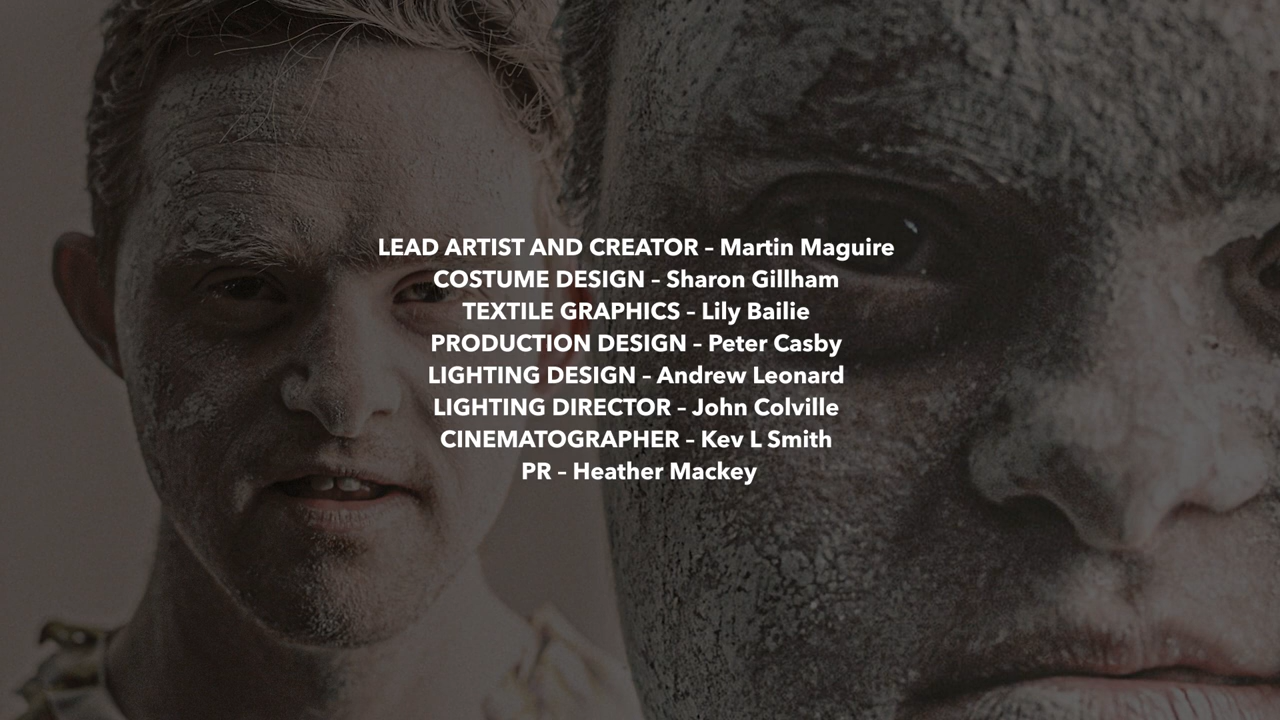 LEAD ARTIST AND CREATOR – Martin Maguire
COSTUME DESIGN – Sharon Gillham
TEXTILE GRAPHICS – Lily Bailie
PRODUCTION DESIGN – Peter Casby
LIGHTING DESIGN – Andrew Leonard
LIGHTING DIRECTOR – John Colville
CINEMATOGRAPHER – Kev L Smith
PR – Heather Mackey